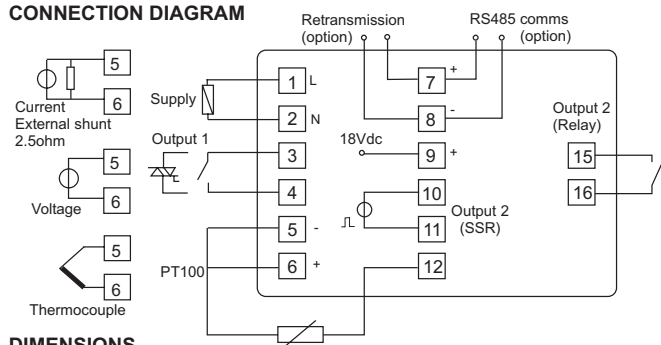 CONNECTION DIAGRAM
Retransmission
(option)
RS485 comms
(option)
5
6
Current
External shunt
2.5ohm
Supply
1 L
2 N
7 +
8 -
Output 1
3
4
18Vdc
9 +
Output 2
(Relay)
15
16
5
6
Voltage
10
11
Output 2
(SSR)
5 -
6 +
12
PT100
5
6
Thermocouple